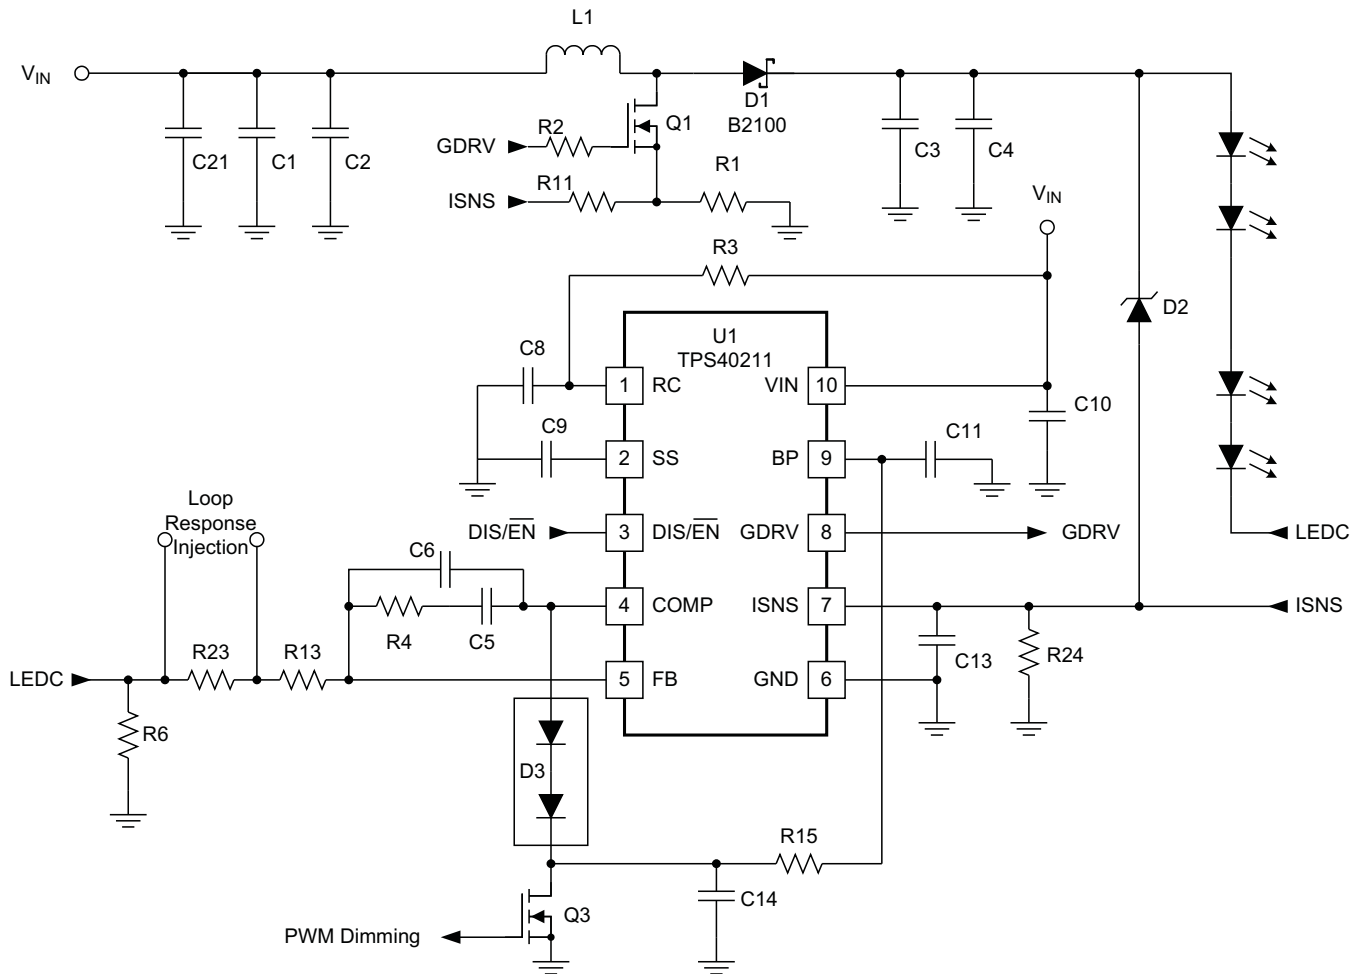 L1
VIN
C21
C1
C2
R2
GDRV
Q1
D1
B2100
C3
C4
R11
ISNS
R1
VIN
R3
D2
U1
TPS40211
C8
1 RC
VIN 10
C10
C9
2 SS
BP 9
C11
Loop
Response
Injection
DIS/EN
3 DIS/EN
GDRV 8
GDRV
LEDC
C6
R4
C5
4 COMP
ISNS 7
ISNS
LEDC
R23
R13
5 FB
GND 6
C13
R24
R6
D3
R15
C14
Q3
PWM Dimming